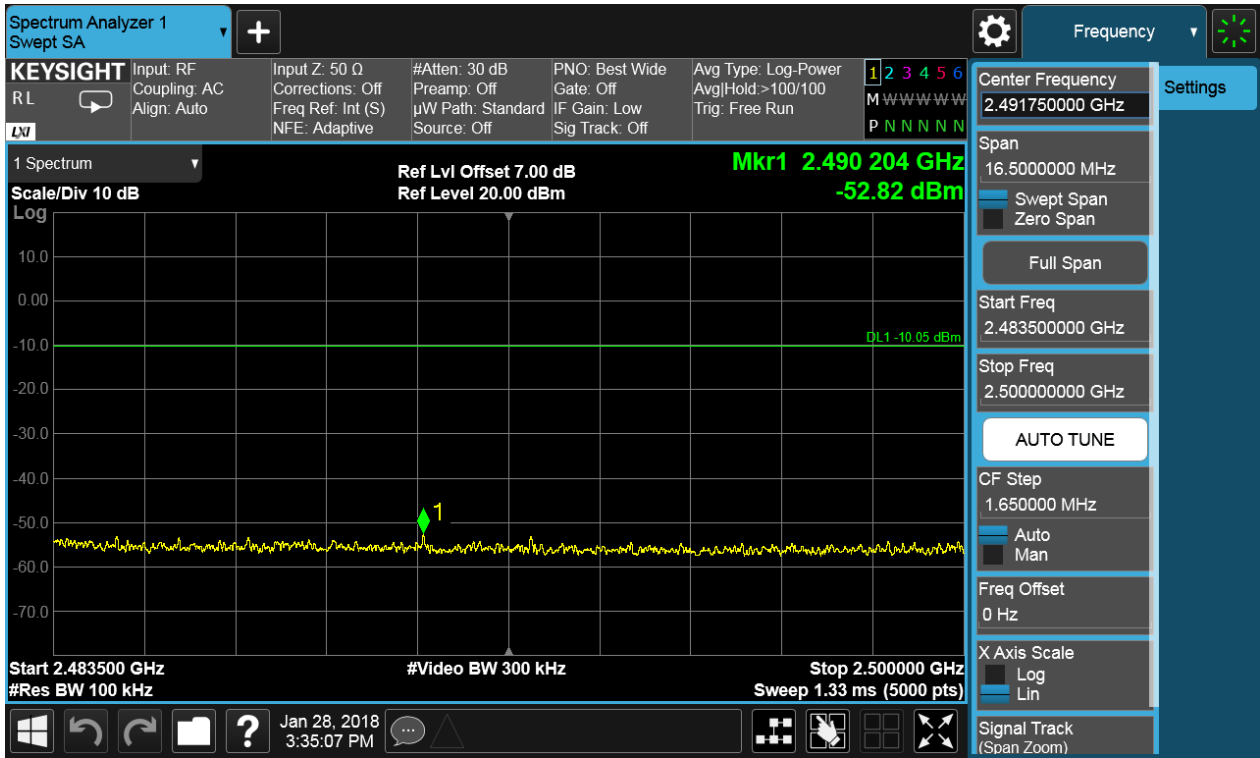 Spectrum Analyzer 1
Swept SA
+
Frequency
KEYSIGHT
R L
LXI
Input: RF
Coupling: AC
Align: Auto
Input Z: 50 Ω
Corrections: Off
Freq Ref: Int (S)
NFE: Adaptive
#Atten: 30 dB
Preamp: Off
µW Path: Standard
Source: Off
PNO: Best Wide
Gate: Off
IF Gain: Low
Sig Track: Off
Avg Type: Log-Power
Avg|Hold:>100/100
Trig: Free Run
1 2 3 4 5 6
M W W W W W
P N N N N N
1 Spectrum
Scale/Div 10 dB
Ref Lvl Offset 7.00 dB
Ref Level 20.00 dBm
Mkr1 2.490 204 GHz
-52.82 dBm
Log
10.0
0.00
-10.0
-20.0
-30.0
-40.0
-50.0
-60.0
-70.0
DL1 -10.05 dBm
1
Start 2.483500 GHz
#Res BW 100 kHz
#Video BW 300 kHz
Stop 2.500000 GHz
Sweep 1.33 ms (5000 pts)
Center Frequency
2.491750000 GHz
Span
16.5000000 MHz
Swept Span
Zero Span
Full Span
Start Freq
2.483500000 GHz
Stop Freq
2.500000000 GHz
AUTO TUNE
CF Step
1.650000 MHz
Auto
Man
Freq Offset
0 Hz
X Axis Scale
Log
Lin
Signal Track
(Span Zoom)
Settings
?
Jan 28, 2018
3:35:07 PM